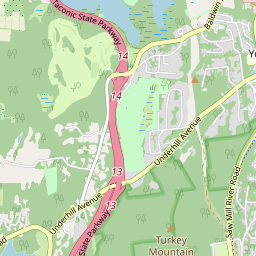 Taconic State Parkway
Baldwin
14
14
Yo
Underhill Avenue
13
13
Underhill Avenue
State Parkway
Saw Mill River Road
Turkey
Mountain